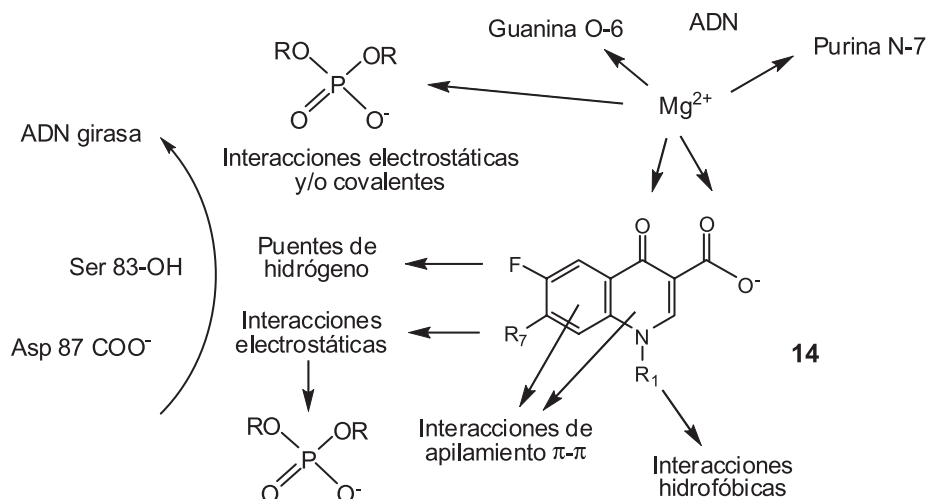 Guanina O-6
ADN
Purina N-7
RO
OR
P
O
O-
Mg2+
ADN girasa
Interacciones electrostáticas
y/o covalentes
Ser 83-OH
Asp 87 COO-
Puentes de
hidrógeno
Interacciones
electrostáticas
F
R7
O
O
O-
N
R1
14
RO
OR
P
O
O-
Interacciones de
apilamiento π-π
Interacciones
hidrofóbicas